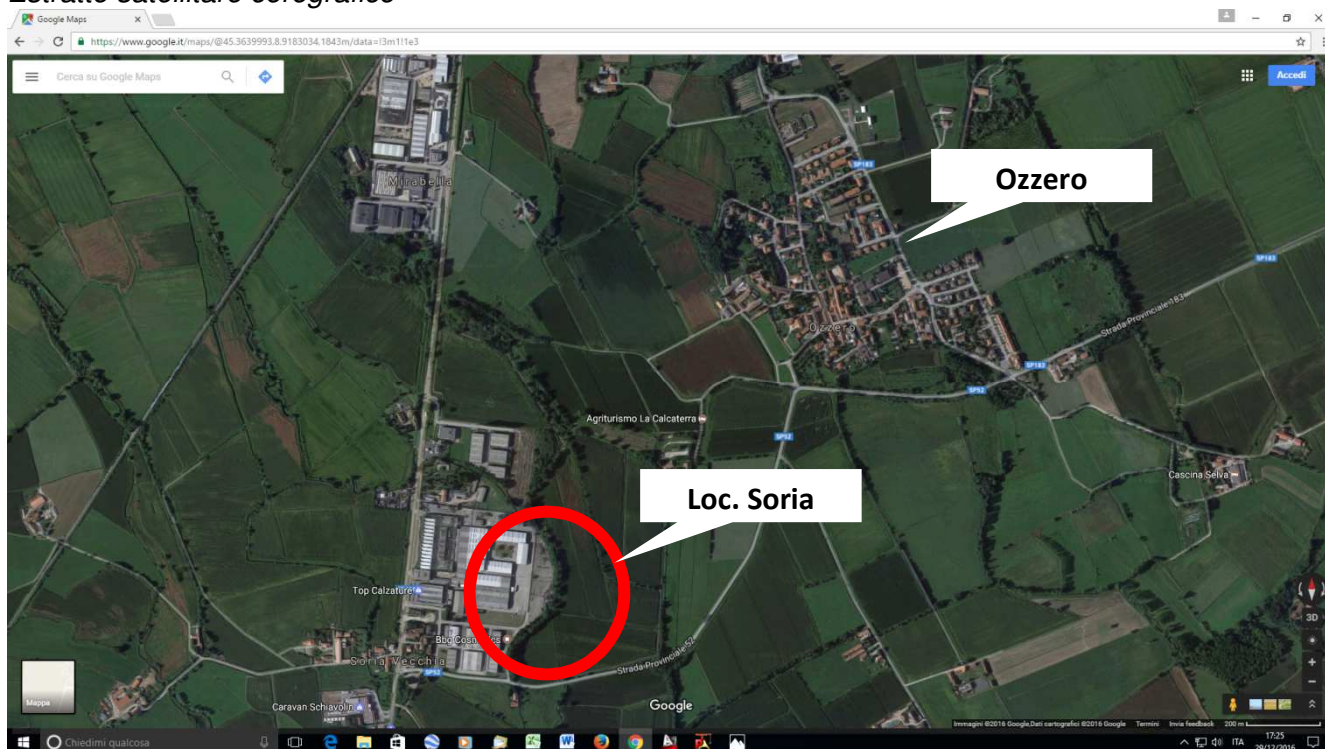 Estratto satellitare corografico
Google Maps
https://www.google.it/maps/@45.3639993,8.9183034,1843m/data=!3m1!1e3
Cerca su Google Maps
Accedi
Mirabella
SP183
Ozzero
SP183
Ozzero
Strada Provinciale 183
SP183
SP52
Agriturismo La Calcaterra
SP52
Cascina Selva
Loc. Soria
Top Calzature
Bbg Cosmetics
3D
Soria Vecchia
SP52
Strada Provinciale 52
Mappa
Caravan Schiavolin
Google
Immagini ©2016 Google,Dati cartografici ©2016 Google Termini Invia feedback 200 m
Chiedimi qualcosa
ITA
17:25
29/12/2016